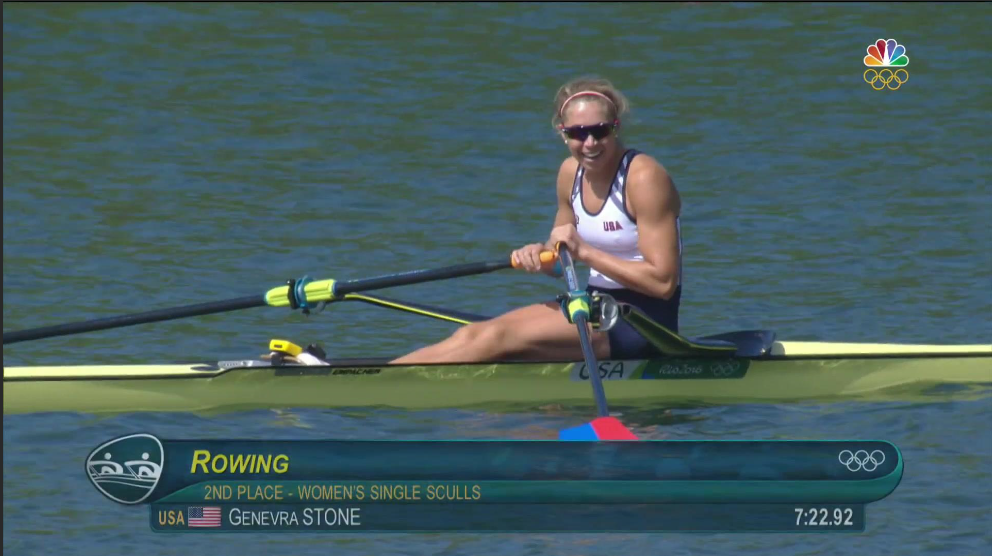 USA
EMPACHER
USA
Rio2016
ROWING
2ND PLACE - WOMEN'S SINGLE SCULLS
USA GENEVRA STONE 7:22.92